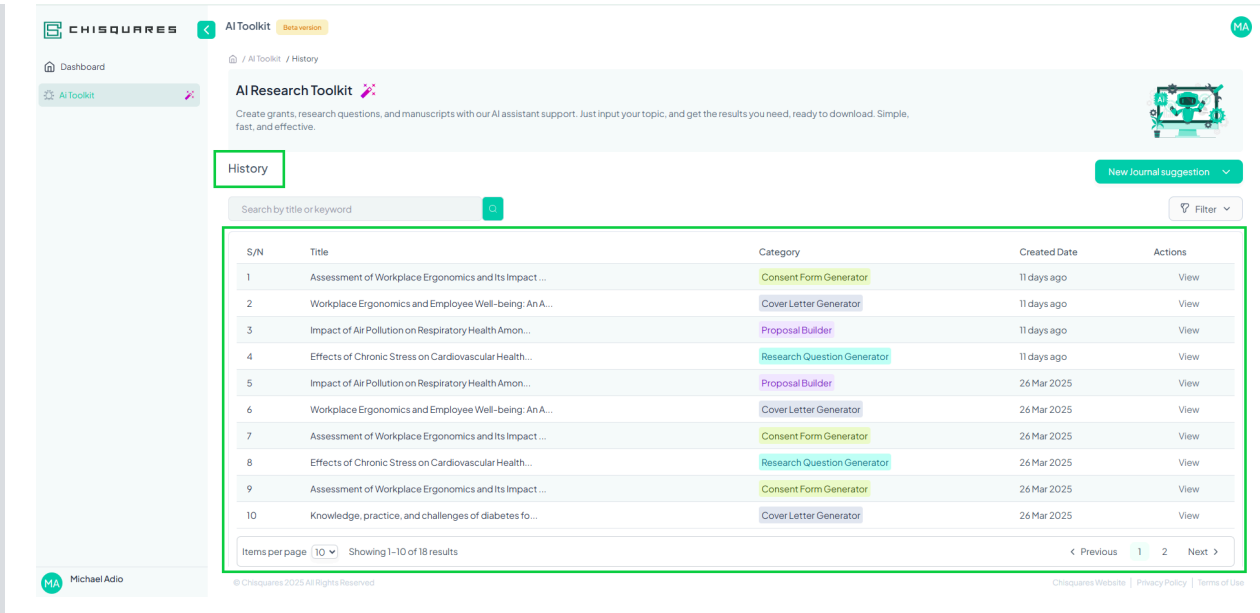 CHISQUARES
AI Toolkit Beta version
MA
Dashboard
/ AI Toolkit / History
AI Toolkit
AI Research Toolkit
Create grants, research questions, and manuscripts with our AI assistant support. Just input your topic, and get the results you need, ready to download. Simple,
fast, and effective.
AI
History
New Journal suggestion
Search by title or keyword
Filter
S/N Title Category Created Date Actions
1 Assessment of Workplace Ergonomics and Its Impact ... Consent Form Generator 11 days ago View
2 Workplace Ergonomics and Employee Well-being: An A... Cover Letter Generator 11 days ago View
3 Impact of Air Pollution on Respiratory Health Amon... Proposal Builder 11 days ago View
4 Effects of Chronic Stress on Cardiovascular Health... Research Question Generator 11 days ago View
5 Impact of Air Pollution on Respiratory Health Amon... Proposal Builder 26 Mar 2025 View
6 Workplace Ergonomics and Employee Well-being: An A... Cover Letter Generator 26 Mar 2025 View
7 Assessment of Workplace Ergonomics and Its Impact ... Consent Form Generator 26 Mar 2025 View
8 Effects of Chronic Stress on Cardiovascular Health... Research Question Generator 26 Mar 2025 View
9 Assessment of Workplace Ergonomics and Its Impact ... Consent Form Generator 26 Mar 2025 View
10 Knowledge, practice, and challenges of diabetes fo... Cover Letter Generator 26 Mar 2025 View
Items per page 10 Showing 1-10 of 18 results < Previous 1 2 Next >
MA Michael Adio
© Chisquares 2025 All Rights Reserved
Chisquares Website | Privacy Policy | Terms of Use